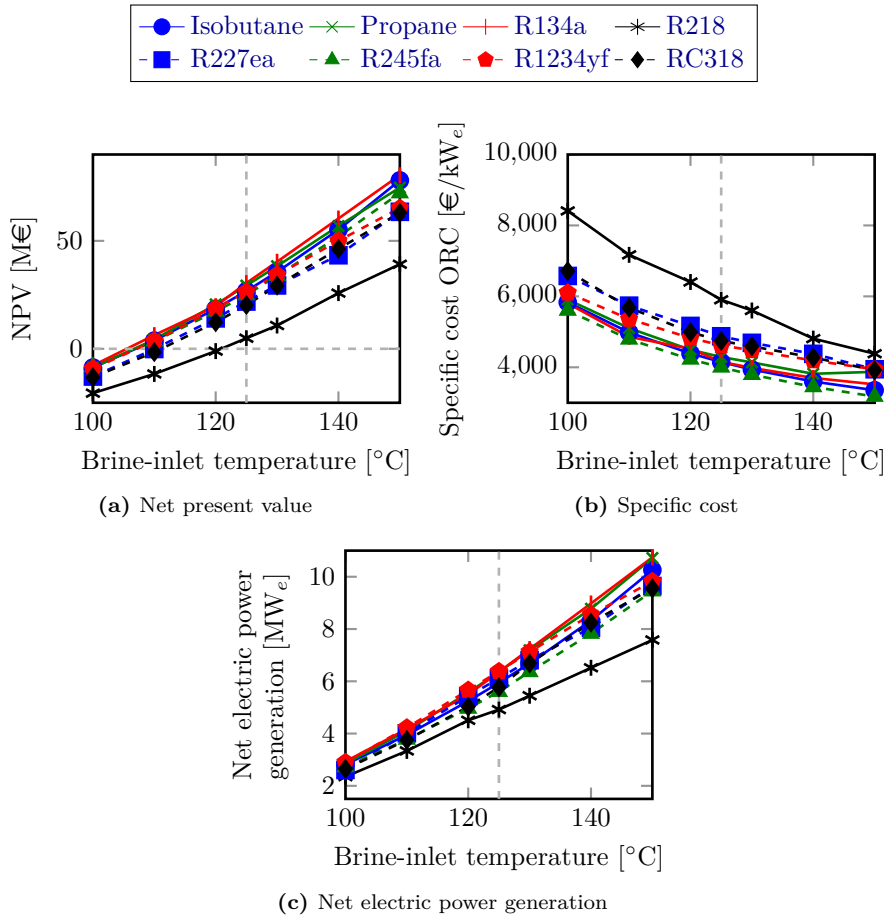 Isobutane Propane R134a R218
R227ea R245fa R1234yf RC318
NPV [M€]
50
0
100 120 140
Brine-inlet temperature [°C]
(a) Net present value
Specific cost ORC [€/kWe]
10,000
8,000
6,000
4,000
100 120 140
Brine-inlet temperature [°C]
(b) Specific cost
Net electric power
generation [MWe]
10
8
6
4
2
100 120 140
Brine-inlet temperature [°C]
(c) Net electric power generation